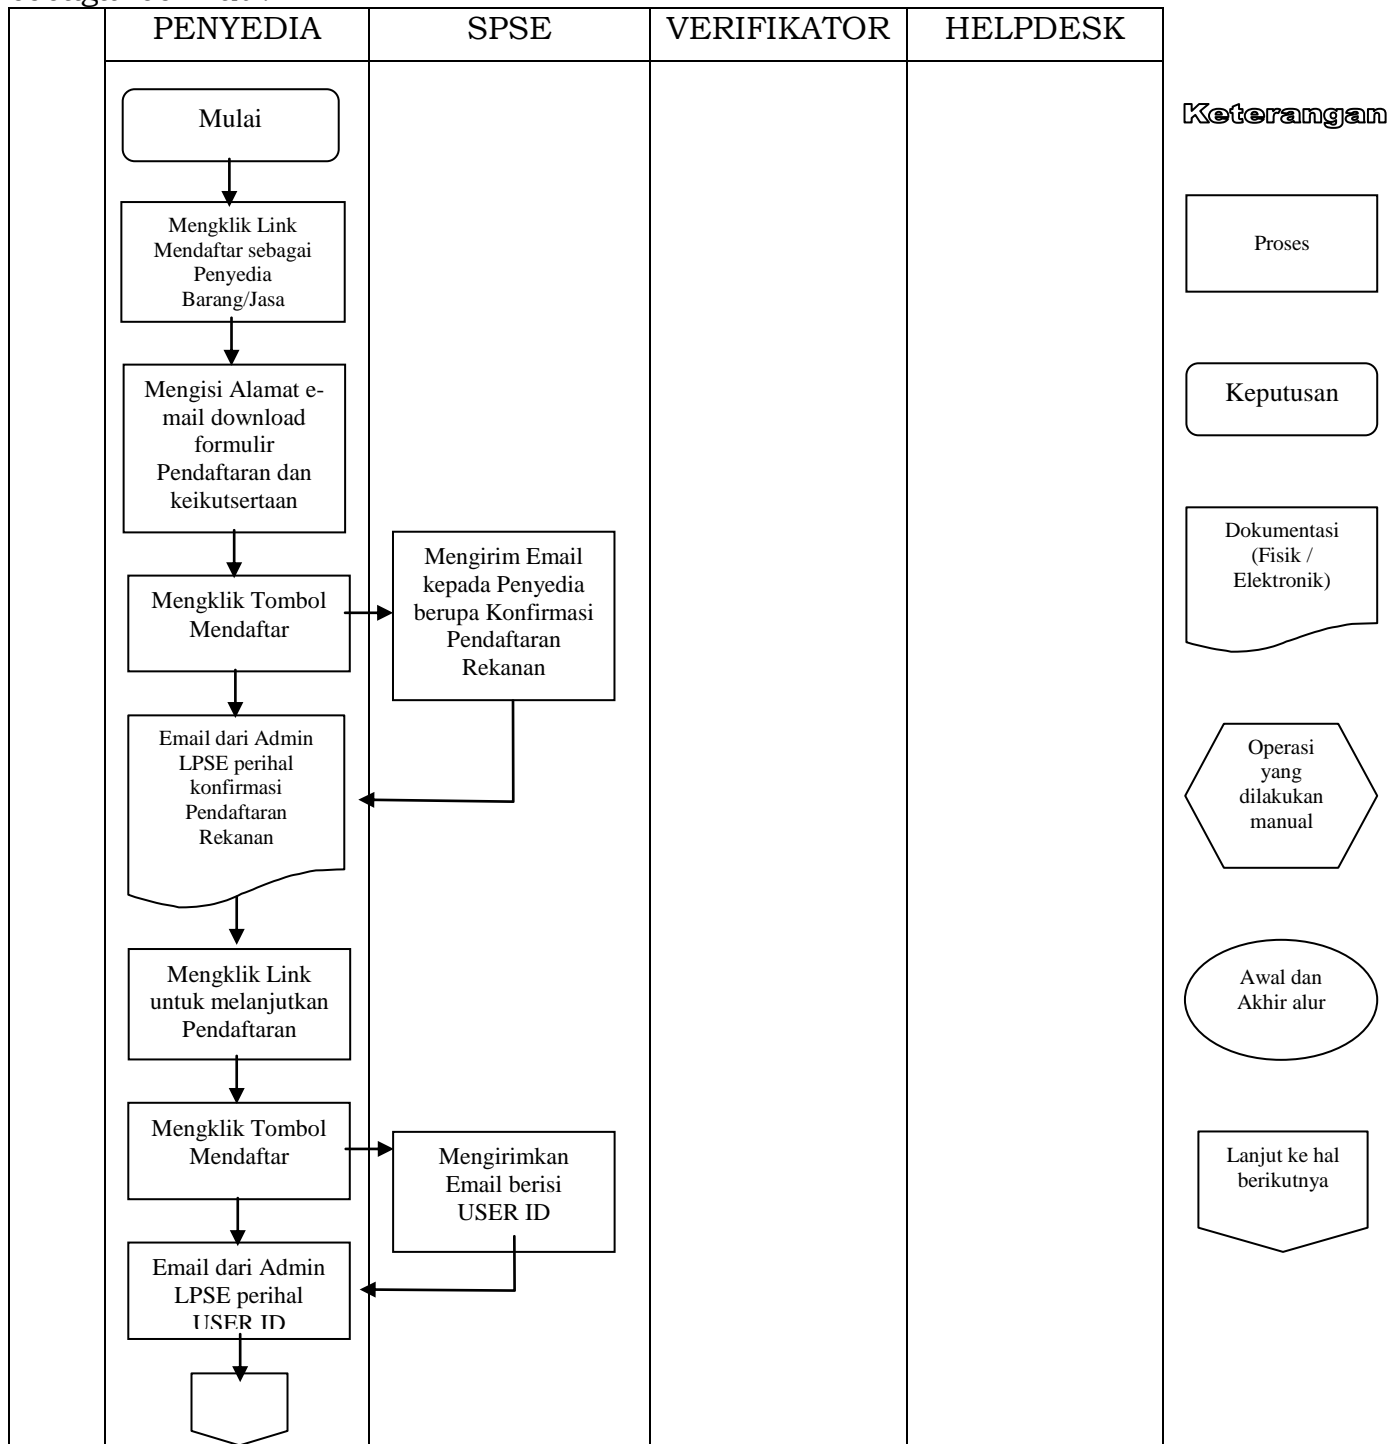 PENYEDIA
SPSE
VERIFIKATOR
HELPDESK
Mulai
Mengklik Link
Mendaftar sebagai
Penyedia
Barang/Jasa
Mengisi Alamat e-
mail download
formulir
Pendaftaran dan
keikutsertaan
Mengklik Tombol
Mendaftar
Mengirim Email
kepada Penyedia
berupa Konfirmasi
Pendaftaran
Rekanan
Email dari Admin
LPSE perihal
konfirmasi
Pendaftaran
Rekanan
Mengklik Link
untuk melanjutkan
Pendaftaran
Mengklik Tombol
Mendaftar
Mengirimkan
Email berisi
USER ID
Email dari Admin
LPSE perihal
USER ID
Keterangan
Proses
Keputusan
Dokumentasi
(Fisik /
Elektronik)
Operasi
yang
dilakukan
manual
Awal dan
Akhir alur
Lanjut ke hal
berikutnya